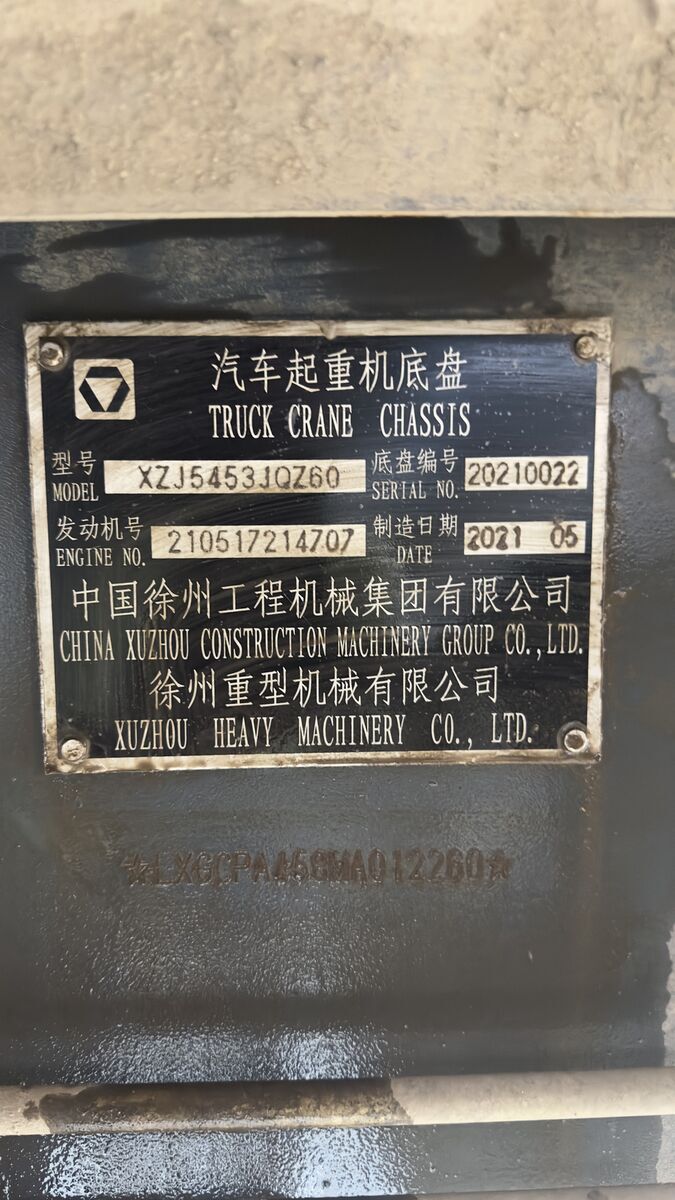 汽车起重机底盘
TRUCK CRANE CHASSIS
型号 MODEL XZJ5453JQZ60 底盘编号 SERIAL NO. 20210022
发动机号 ENGINE NO. 210517214707 制造日期 DATE 2021 05
中国徐州工程机械集团有限公司
CHINA XUZHOU CONSTRUCTION MACHINERY GROUP CO.,LTD.
徐州重型机械有限公司
XUZHOU HEAVY MACHINERY CO., LTD.
☆LXGCPA458MA012260☆